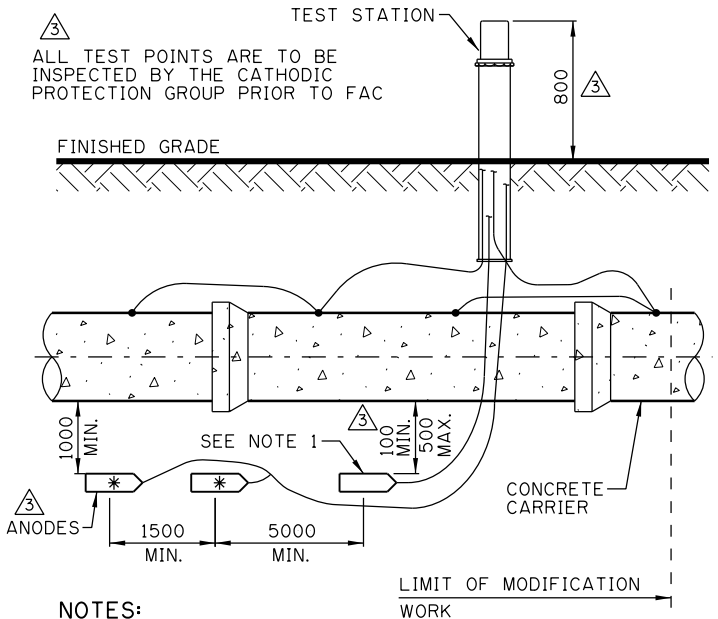 TEST STATION
3
ALL TEST POINTS ARE TO BE
INSPECTED BY THE CATHODIC
PROTECTION GROUP PRIOR TO FAC
800
3
FINISHED GRADE
1000
MIN.
SEE NOTE 1
3
100
MIN.
500
MAX.
3
ANODES
1500
MIN.
5000
MIN.
CONCRETE
CARRIER
LIMIT OF MODIFICATION
WORK
NOTES: